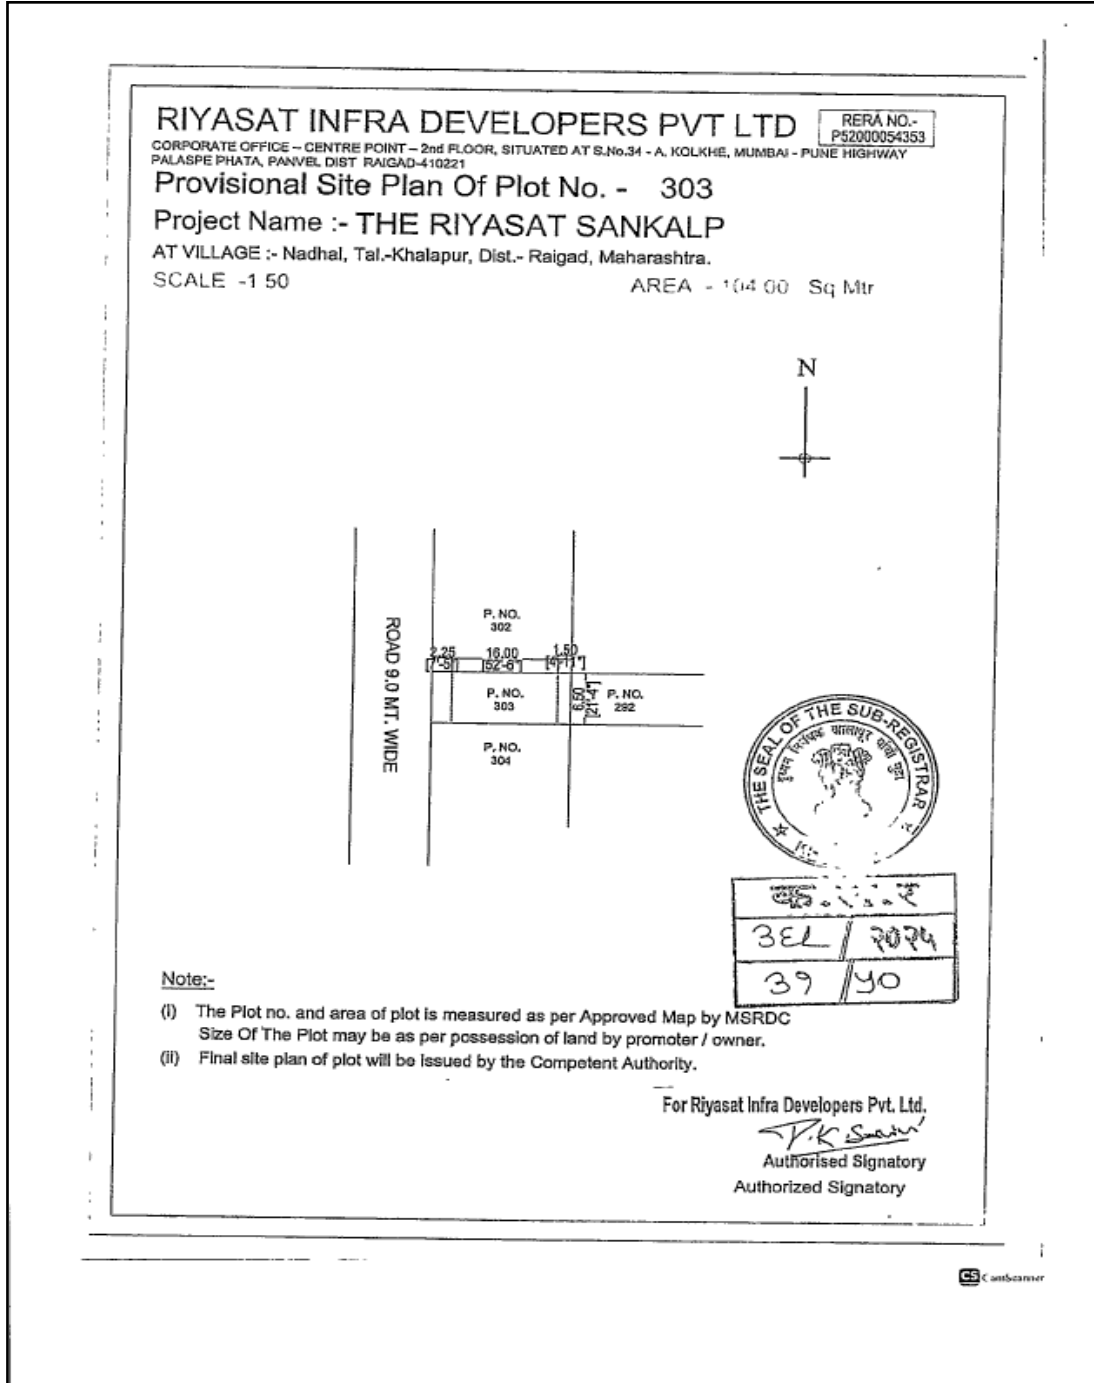 RIYASAT INFRA DEVELOPERS PVT LTD
RERA NO.-
P52000054353
CORPORATE OFFICE – CENTRE POINT – 2nd FLOOR, SITUATED AT S.No.34 - A, KOLKHE, MUMBAI - PUNE HIGHWAY
PALASPE PHATA, PANVEL DIST RAIGAD-410221
Provisional Site Plan Of Plot No. - 303
Project Name :- THE RIYASAT SANKALP
AT VILLAGE :- Nadhal, Tal.-Khalapur, Dist.- Raigad, Maharashtra.
SCALE -1 50
AREA - 104 00 Sq Mtr
N
ROAD 9.0 MT. WIDE
P. NO.
302
2.25 16.00 1.50
[7'-5"] [52'-6"] [4'-11"]
P. NO.
303
6.50
[21'-4"]
P. NO.
292
P. NO.
304
THE SEAL OF THE SUB-REGISTRAR
२०२५
३९ / ५०
Note:-
(i) The Plot no. and area of plot is measured as per Approved Map by MSRDC
Size Of The Plot may be as per possession of land by promoter / owner.
(ii) Final site plan of plot will be issued by the Competent Authority.
For Riyasat Infra Developers Pvt. Ltd.
Authorised Signatory
Authorized Signatory
CS CamScanner